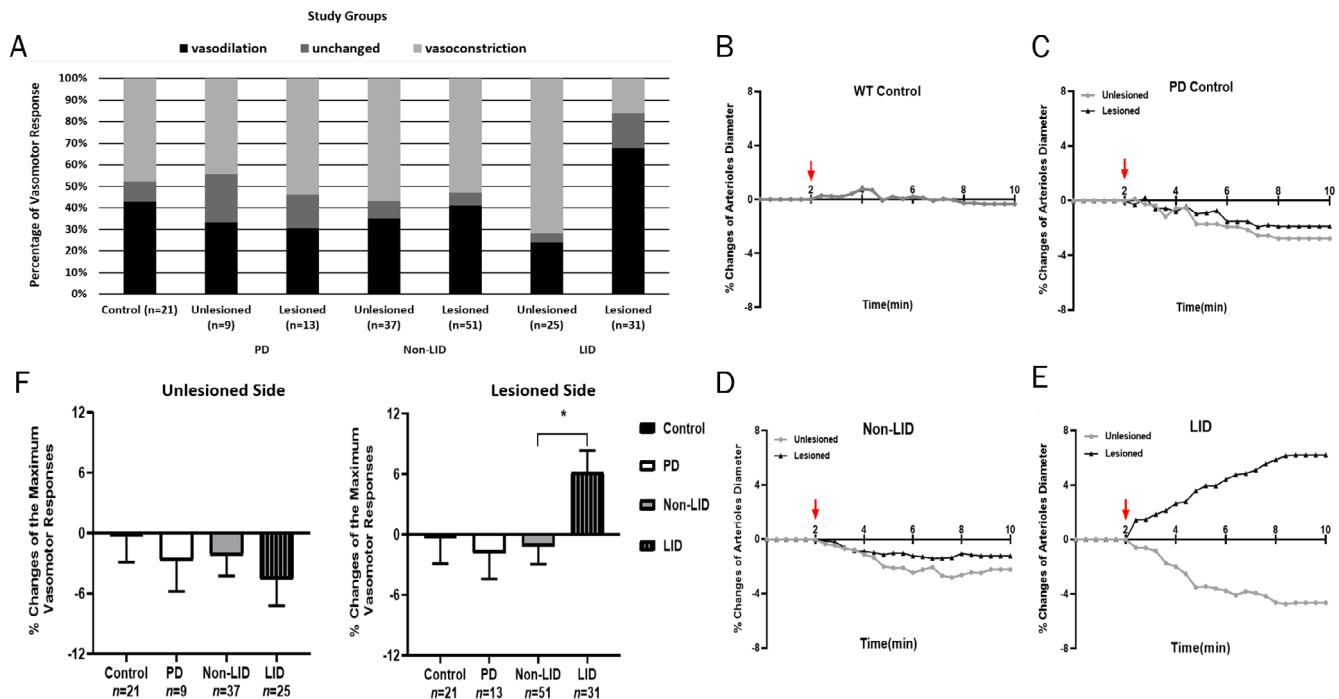 Study Groups
A
vasodilation unchanged vasoconstriction
Percentage of Vasomotor Response
100%
90%
80%
70%
60%
50%
40%
30%
20%
10%
0%
Control (n=21) Unlesioned Lesioned Unlesioned Lesioned Unlesioned Lesioned
(n=9) (n=13) (n=37) (n=51) (n=25) (n=31)
PD Non-LID LID
B
WT Control
% Changes of Arterioles Diameter
8
4
0
-4
-8
2 4 6 8 10
Time(min)
C
PD Control
Unlesioned
Lesioned
% Changes of Arterioles Diameter
8
4
0
-4
-8
2 4 6 8 10
Time(min)
F
Unlesioned Side
% Changes of the Maximum
Vasomotor Responses
12
6
0
-6
-12
Control PD Non-LID LID
n=21 n=9 n=37 n=25
Lesioned Side
% Changes of the Maximum
Vasomotor Responses
12
6
0
-6
-12
*
Control PD Non-LID LID
n=21 n=13 n=51 n=31
Control
PD
Non-LID
LID
D
Non-LID
Unlesioned
Lesioned
% Changes of Arterioles Diameter
8
4
0
-4
-8
2 4 6 8 10
Time(min)
E
LID
Unlesioned
Lesioned
% Changes of Arterioles Diameter
8
4
0
-4
-8
2 4 6 8 10
Time(min)